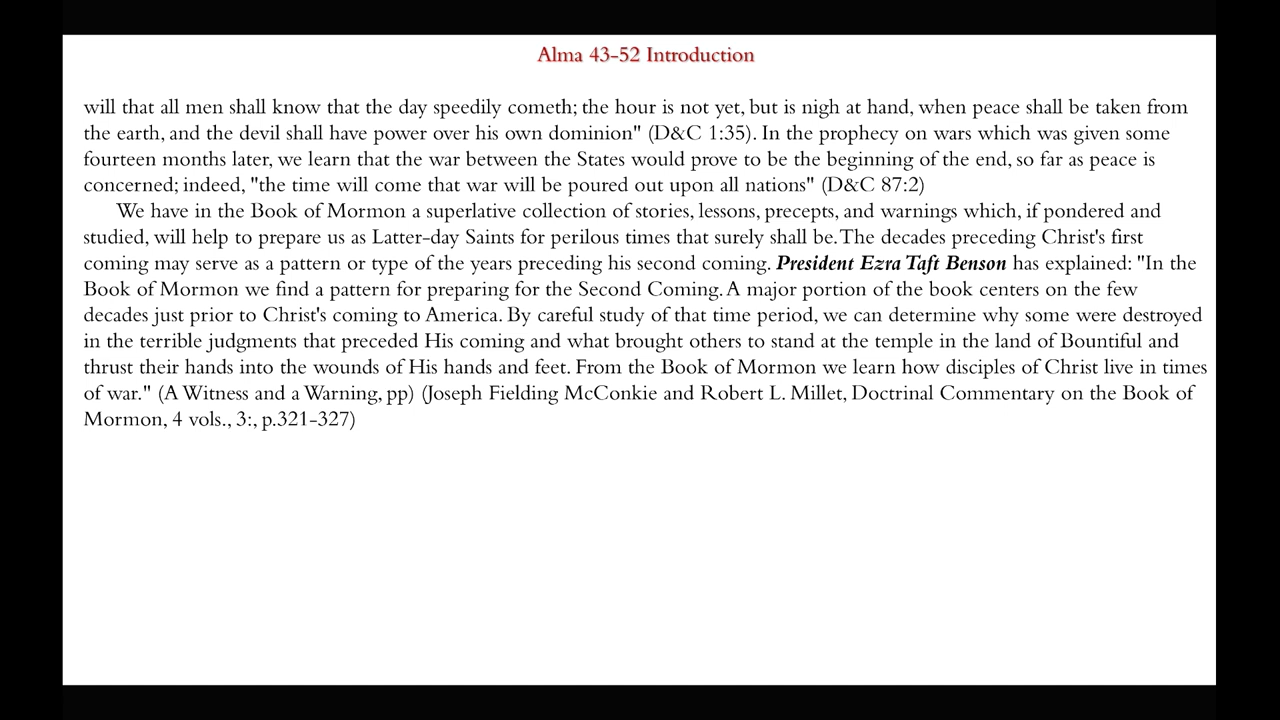 Alma 43-52 Introduction
will that all men shall know that the day speedily cometh; the hour is not yet, but is nigh at hand, when peace shall be taken from
the earth, and the devil shall have power over his own dominion" (D&C 1:35). In the prophecy on wars which was given some
fourteen months later, we learn that the war between the States would prove to be the beginning of the end, so far as peace is
concerned; indeed, "the time will come that war will be poured out upon all nations" (D&C 87:2)
We have in the Book of Mormon a superlative collection of stories, lessons, precepts, and warnings which, if pondered and
studied, will help to prepare us as Latter-day Saints for perilous times that surely shall be. The decades preceding Christ's first
coming may serve as a pattern or type of the years preceding his second coming. President Ezra Taft Benson has explained: "In the
Book of Mormon we find a pattern for preparing for the Second Coming. A major portion of the book centers on the few
decades just prior to Christ's coming to America. By careful study of that time period, we can determine why some were destroyed
in the terrible judgments that preceded His coming and what brought others to stand at the temple in the land of Bountiful and
thrust their hands into the wounds of His hands and feet. From the Book of Mormon we learn how disciples of Christ live in times
of war." (A Witness and a Warning, pp) (Joseph Fielding McConkie and Robert L. Millet, Doctrinal Commentary on the Book of
Mormon, 4 vols., 3:, p.321-327)